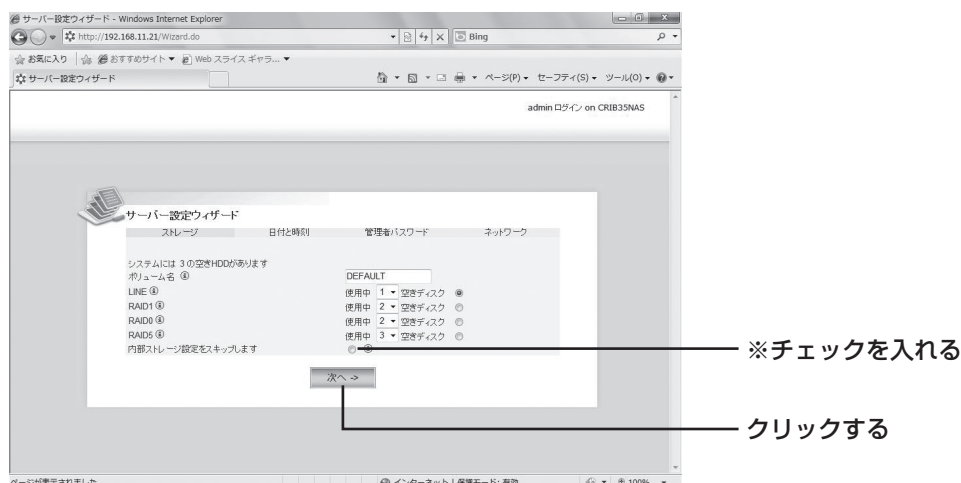 サーバー設定ウィザード - Windows Internet Explorer
http://192.168.11.21/Wizard.do
Bing
お気に入り おすすめサイト ▼ Web スライス ギャラ... ▼
サーバー設定ウィザード
ページ(P) ▼ セーフティ(S) ▼ ツール(O) ▼
admin ログイン on CRIB35NAS
サーバー設定ウィザード
ストレージ 日付と時刻 管理者パスワード ネットワーク
システムには 3 の空きHDDがあります
ボリューム名 DEFAULT
LINE 使用中 1 ▼ 空きディスク
RAID1 使用中 2 ▼ 空きディスク
RAID0 使用中 2 ▼ 空きディスク
RAID5 使用中 3 ▼ 空きディスク
内部ストレージ設定をスキップします
※チェックを入れる
次へ ->
クリックする
ページが表示されました
インターネット | 保護モード: 有効
100%